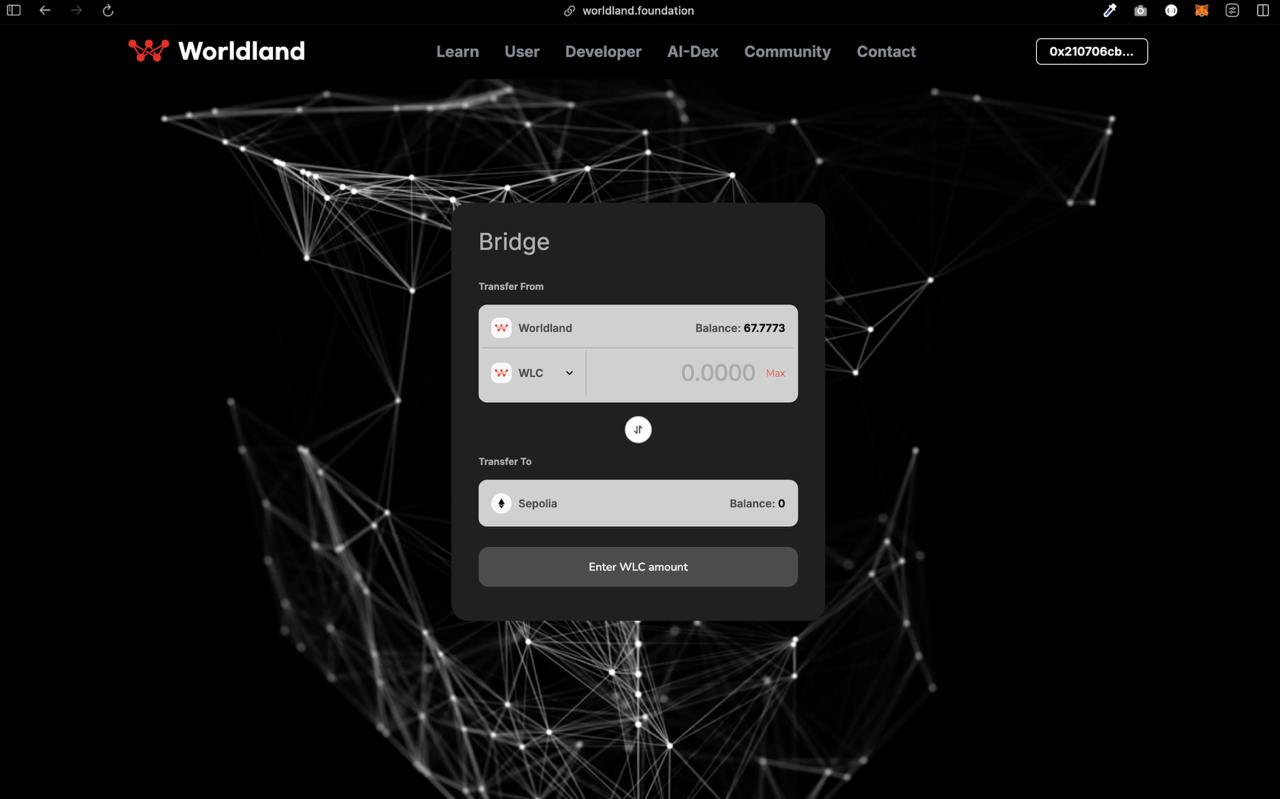 worldland.foundation
Worldland
Learn User Developer AI-Dex Community Contact
0x210706cb...
Bridge
Transfer From
Worldland Balance: 67.7773
WLC 0.0000 Max
Transfer To
Sepolia Balance: 0
Enter WLC amount